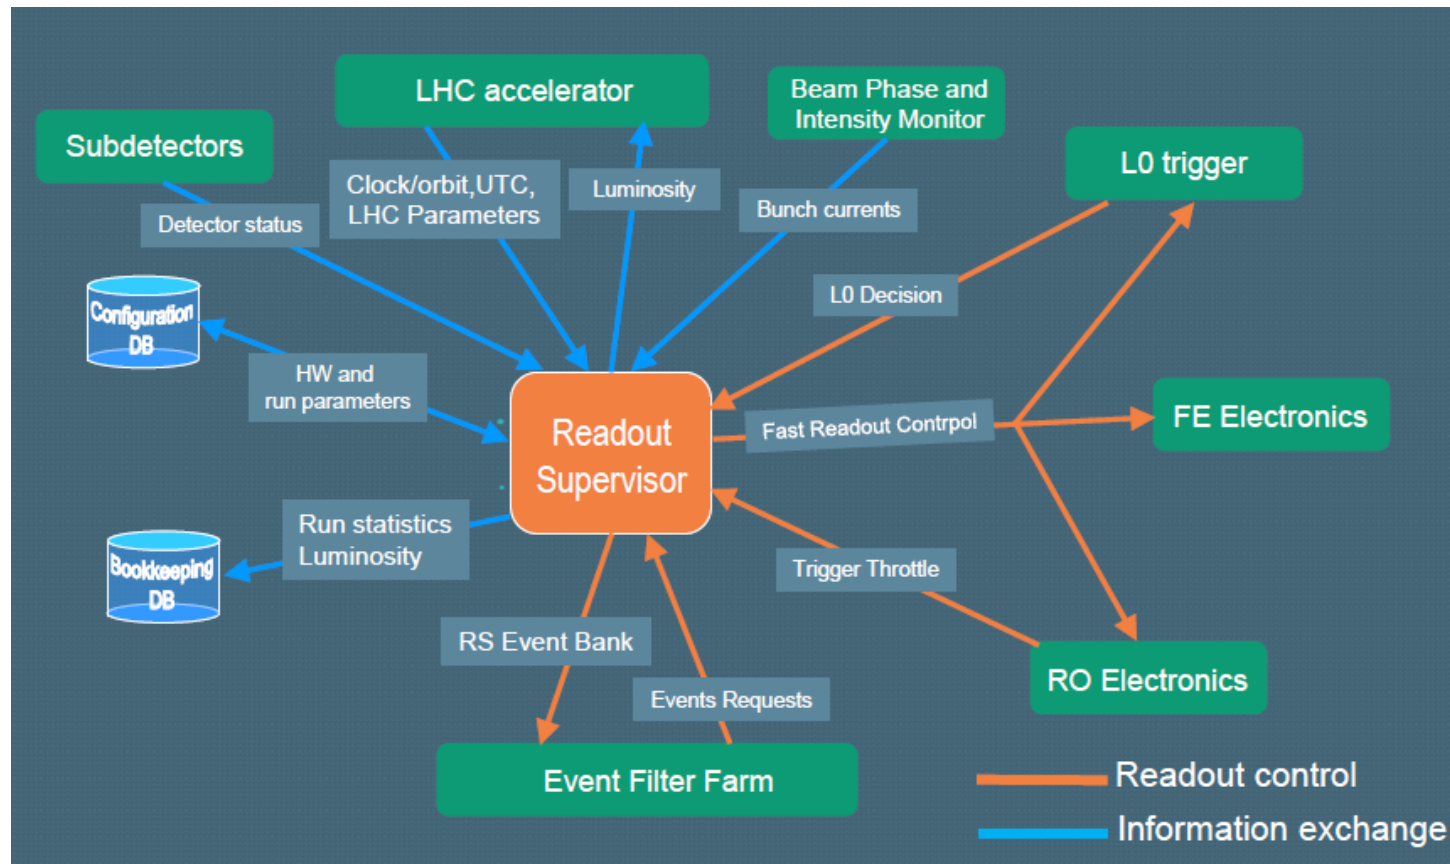 LHC accelerator
Beam Phase and
Intensity Monitor
Subdetectors
L0 trigger
Clock/orbit,UTC,
LHC Parameters
Luminosity
Bunch currents
Detector status
L0 Decision
Configuration
DB
HW and
run parameters
Readout
Supervisor
Fast Readout Contrpol
FE Electronics
Run statistics
Luminosity
Bookkeeping
DB
Trigger Throttle
RS Event Bank
Events Requests
RO Electronics
Event Filter Farm
Readout control
Information exchange